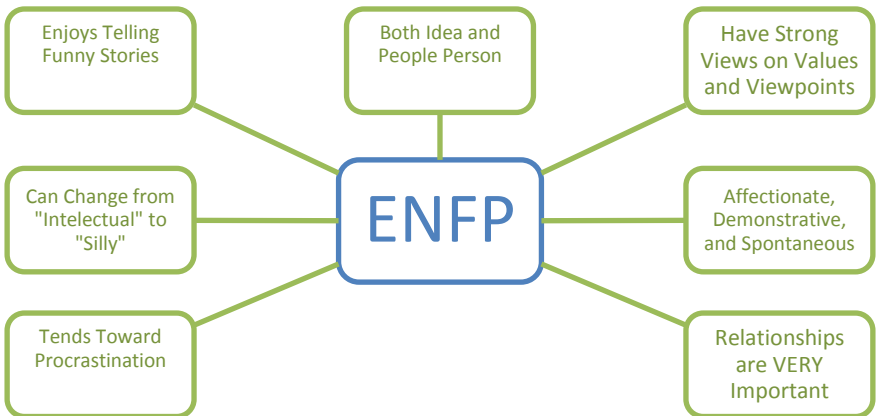 Enjoys Telling
Funny Stories
Both Idea and
People Person
Have Strong
Views on Values
and Viewpoints
Can Change from
"Intelectual" to
"Silly"
ENFP
Affectionate,
Demonstrative,
and Spontaneous
Tends Toward
Procrastination
Relationships
are VERY
Important